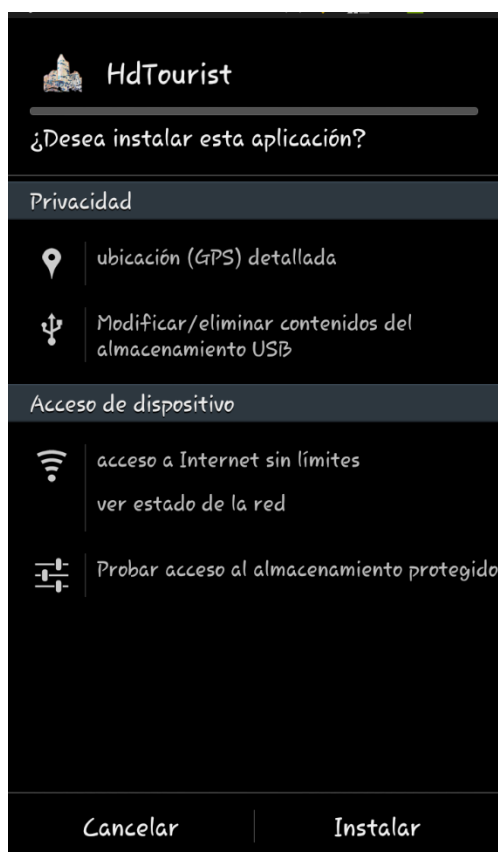 HdTourist
¿Desea instalar esta aplicación?
Privacidad
ubicación (GPS) detallada
Modificar/eliminar contenidos del
almacenamiento USB
Acceso de dispositivo
acceso a Internet sin límites
ver estado de la red
Probar acceso al almacenamiento protegido
Cancelar
Instalar